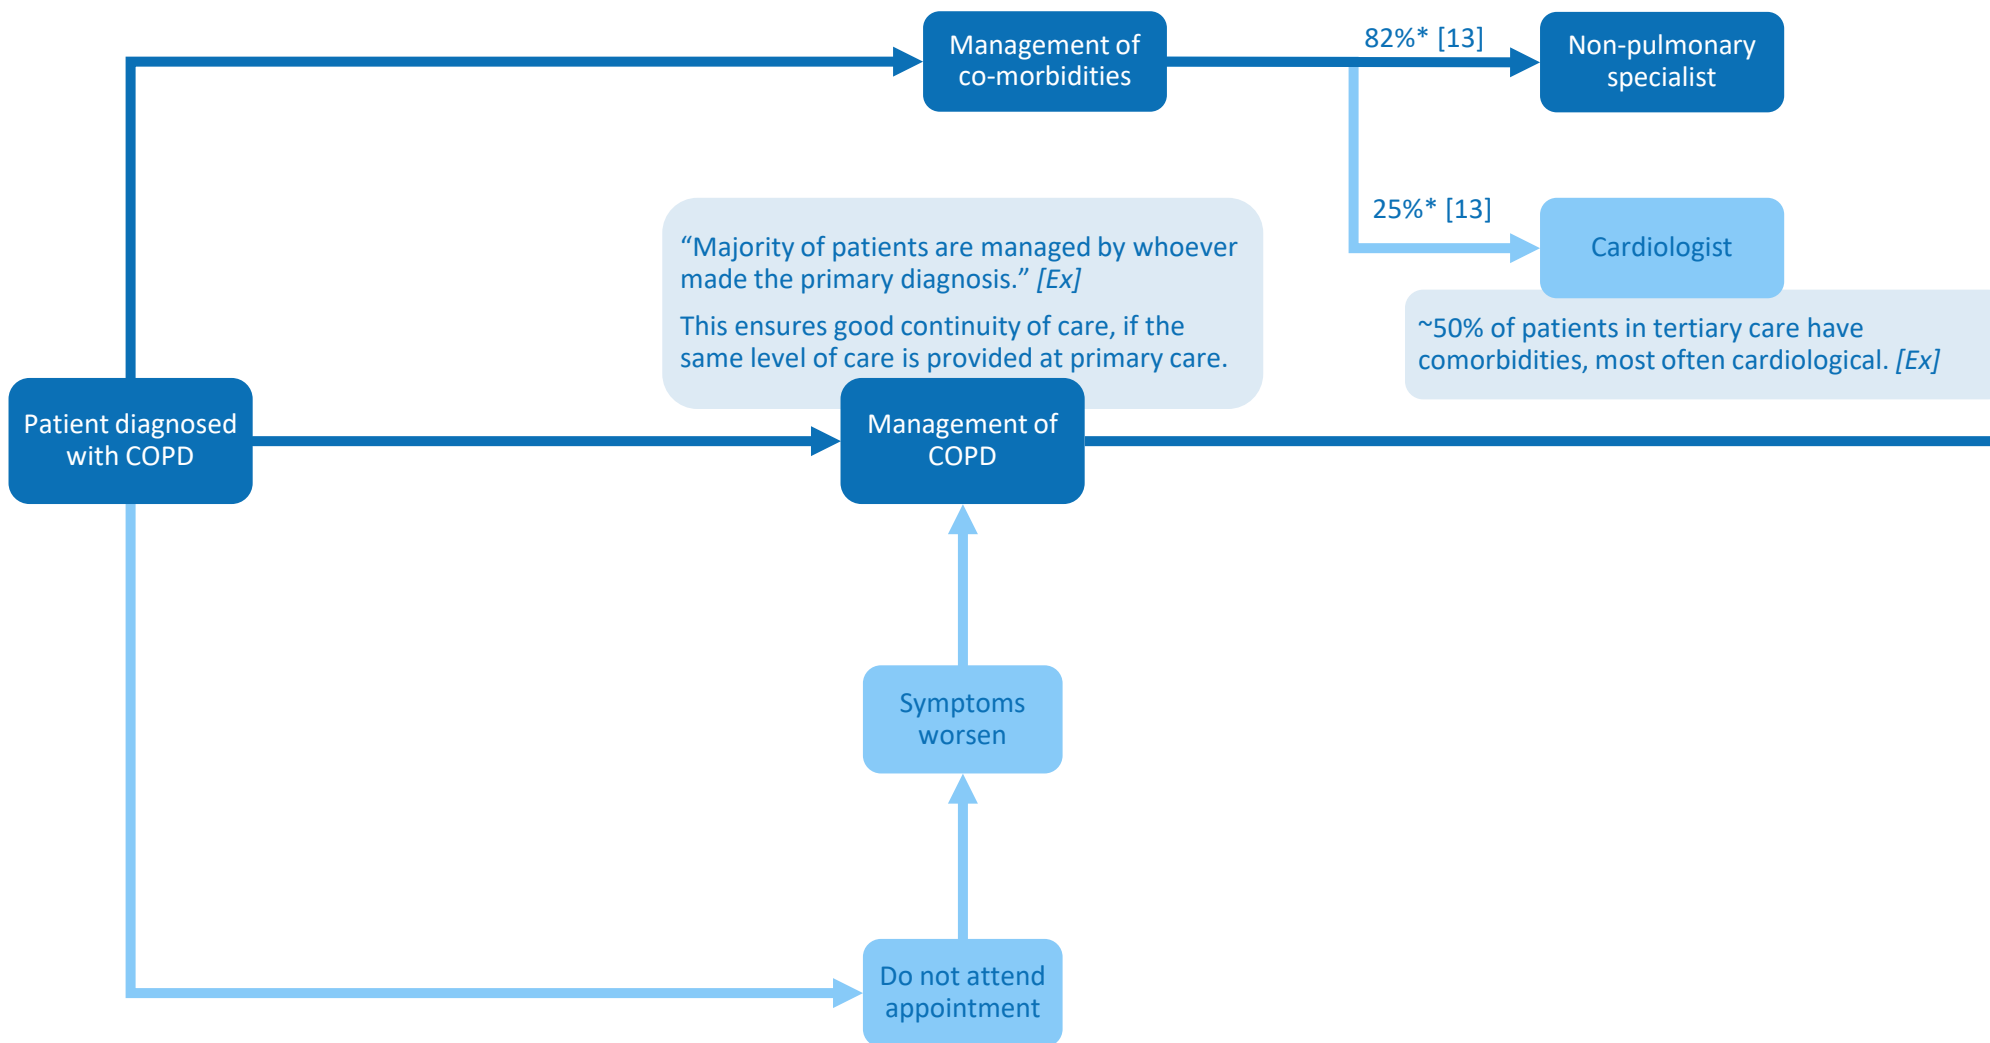 Management of
co-morbidities
82%* [13]
Non-pulmonary
specialist
25%* [13]
Cardiologist
“Majority of patients are managed by whoever
made the primary diagnosis.” [Ex]
This ensures good continuity of care, if the
same level of care is provided at primary care.
~50% of patients in tertiary care have
comorbidities, most often cardiological. [Ex]
Patient diagnosed
with COPD
Management of
COPD
Symptoms
worsen
Do not attend
appointment